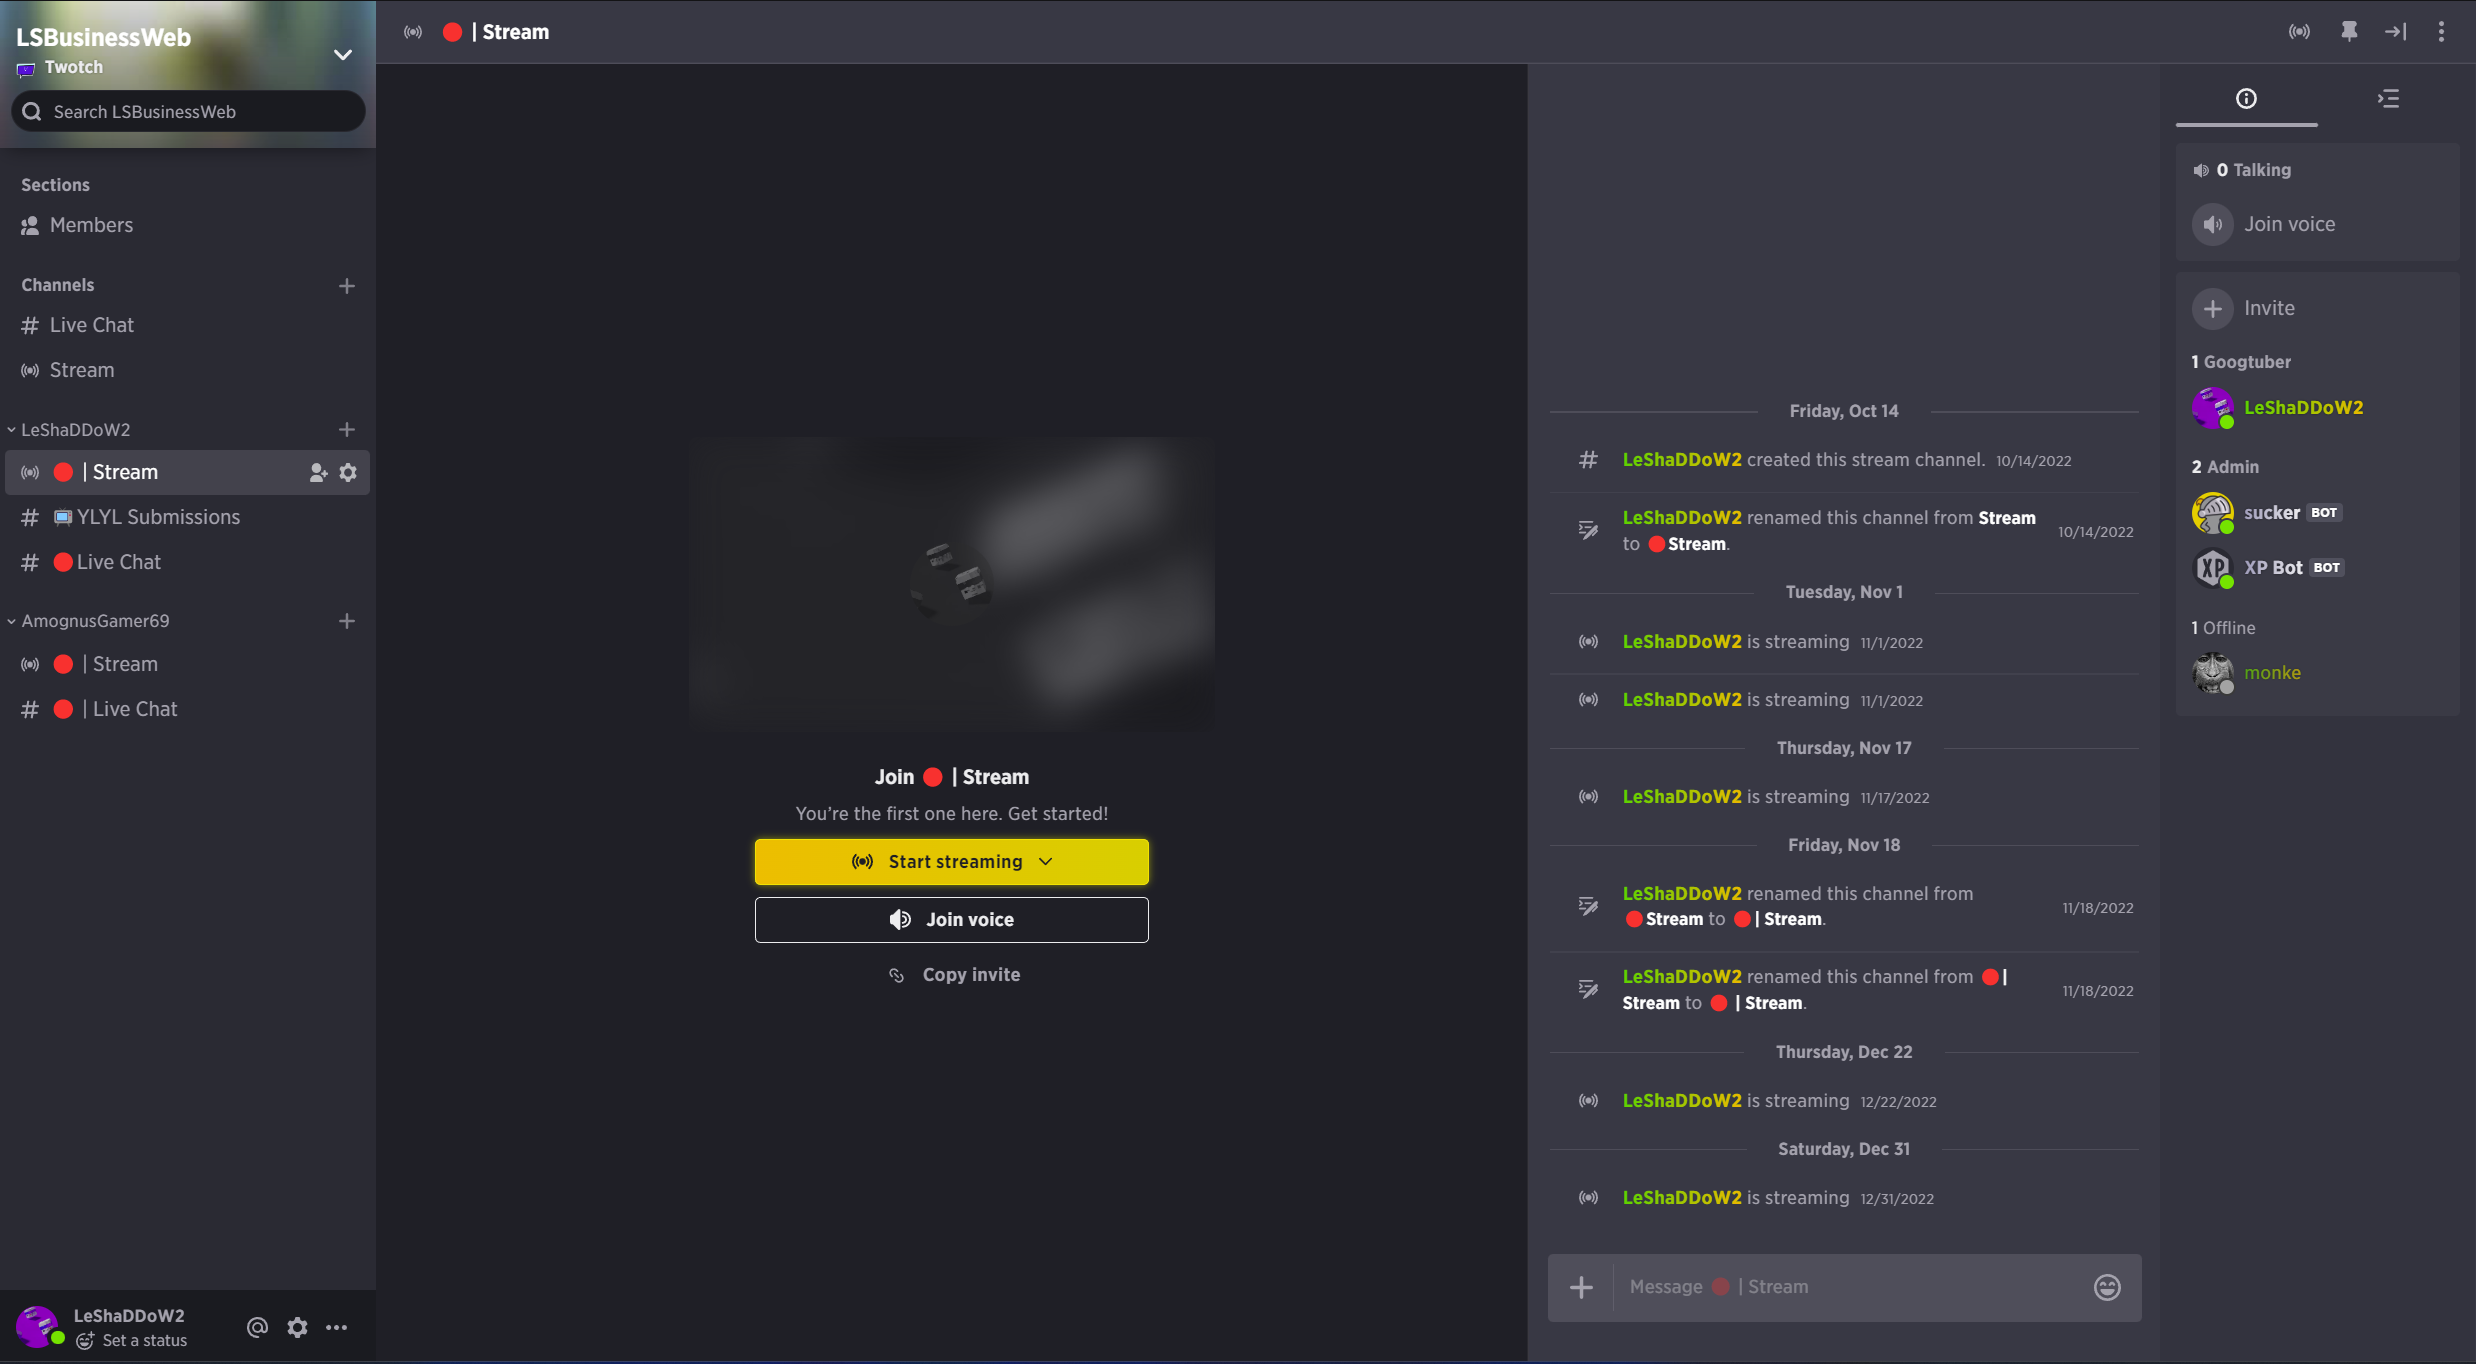 LSBusinessWeb
Twotch
Search LSBusinessWeb
Sections
Members
Channels
# Live Chat
Stream
LeShaDDoW2
🔴 | Stream
# 📺YLYL Submissions
# 🔴Live Chat
AmognusGamer69
🔴 | Stream
# 🔴 | Live Chat
LeShaDDoW2
Set a status
🔴 | Stream
Join 🔴 | Stream
You're the first one here. Get started!
Start streaming
Join voice
Copy invite
Friday, Oct 14
# LeShaDDoW2 created this stream channel. 10/14/2022
LeShaDDoW2 renamed this channel from Stream
to 🔴Stream. 10/14/2022
Tuesday, Nov 1
LeShaDDoW2 is streaming 11/1/2022
LeShaDDoW2 is streaming 11/1/2022
Thursday, Nov 17
LeShaDDoW2 is streaming 11/17/2022
Friday, Nov 18
LeShaDDoW2 renamed this channel from
🔴Stream to 🔴 | Stream. 11/18/2022
LeShaDDoW2 renamed this channel from 🔴 |
Stream to 🔴 | Stream. 11/18/2022
Thursday, Dec 22
LeShaDDoW2 is streaming 12/22/2022
Saturday, Dec 31
LeShaDDoW2 is streaming 12/31/2022
Message 🔴 | Stream
0 Talking
Join voice
Invite
1 Googtuber
LeShaDDoW2
2 Admin
sucker BOT
XP
XP Bot BOT
1 Offline
monke